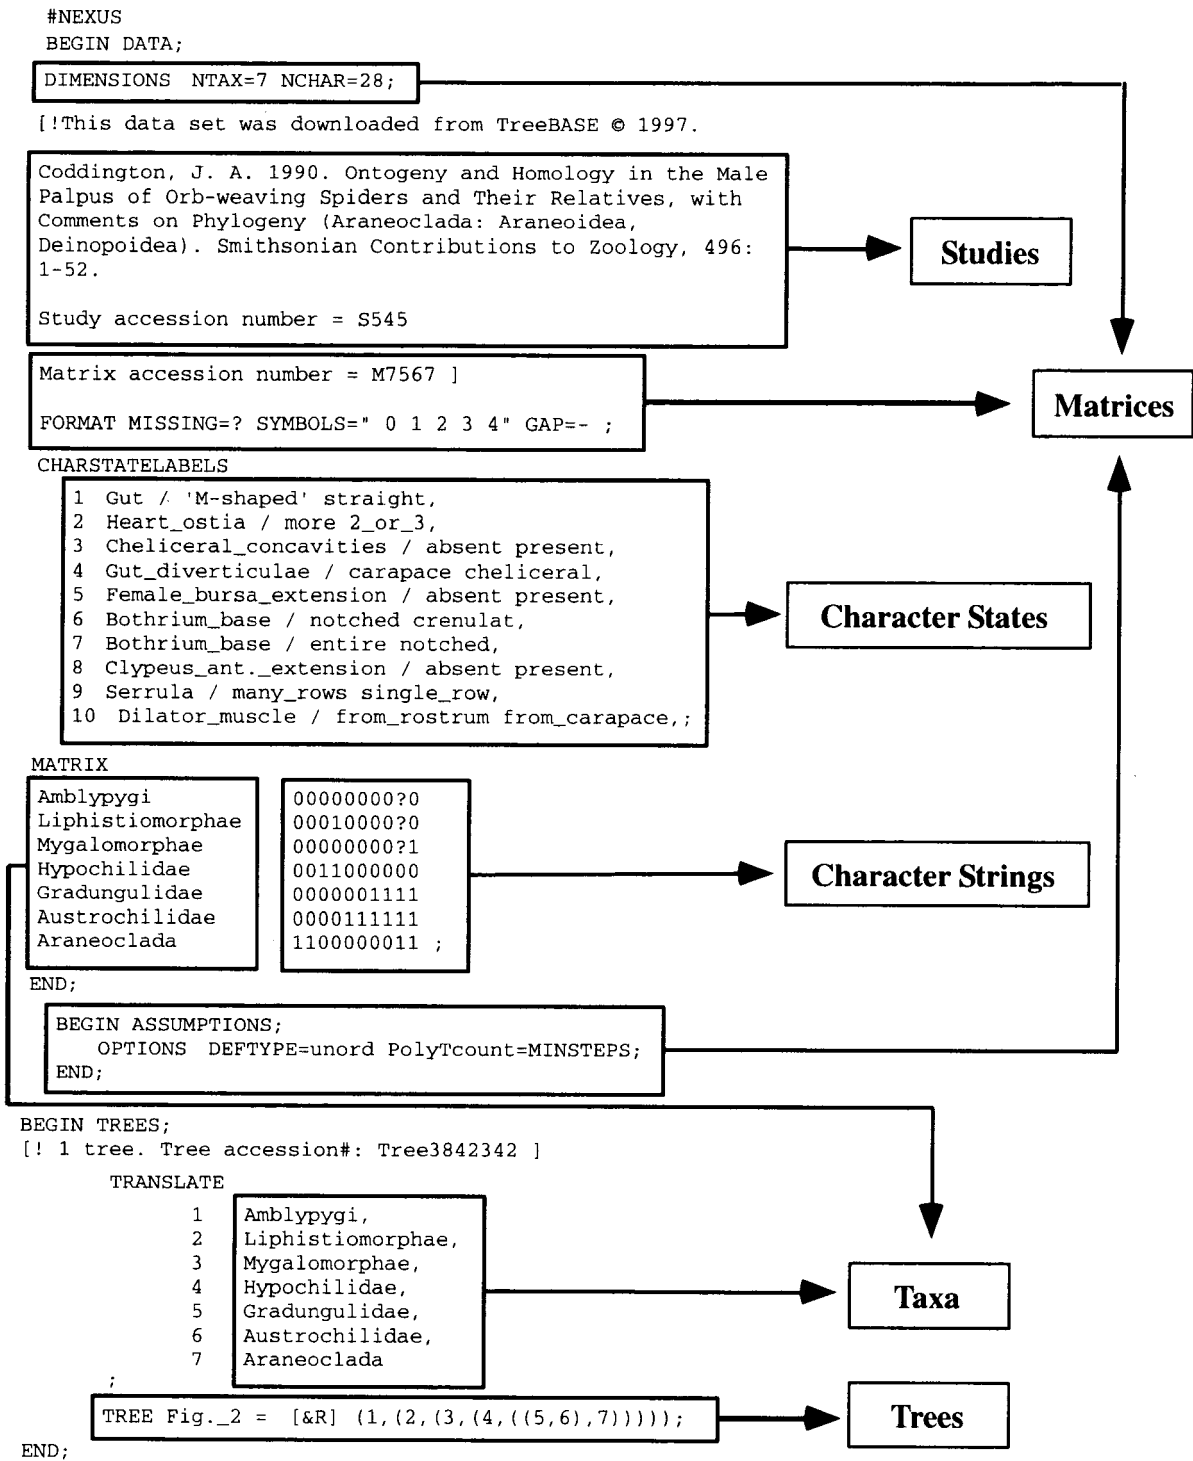 #NEXUS
BEGIN DATA;
DIMENSIONS  NTAX=7 NCHAR=28;
[!This data set was downloaded from TreeBASE © 1997.
Coddington, J. A. 1990. Ontogeny and Homology in the Male
Palpus of Orb-weaving Spiders and Their Relatives, with
Comments on Phylogeny (Araneoclada: Araneoidea,
Deinopoidea). Smithsonian Contributions to Zoology, 496:
1-52.
Study accession number = S545
Studies
Matrix accession number = M7567 ]
FORMAT MISSING=? SYMBOLS=" 0 1 2 3 4" GAP=- ;
Matrices
CHARSTATELABELS
1  Gut / 'M-shaped' straight,
2  Heart_ostia / more 2_or_3,
3  Cheliceral_concavities / absent present,
4  Gut_diverticulae / carapace cheliceral,
5  Female_bursa_extension / absent present,
6  Bothrium_base / notched crenulat,
7  Bothrium_base / entire notched,
8  Clypeus_ant._extension / absent present,
9  Serrula / many_rows single_row,
10  Dilator_muscle / from_rostrum from_carapace,;
Character States
MATRIX
Amblypygi 00000000?0
Liphistiomorphae 00010000?0
Mygalomorphae 00000000?1
Hypochilidae 0011000000
Gradungulidae 0000001111
Austrochilidae 0000111111
Araneoclada 1100000011 ;
Character Strings
END;
BEGIN ASSUMPTIONS;
OPTIONS  DEFTYPE=unord PolyTcount=MINSTEPS;
END;
BEGIN TREES;
[! 1 tree. Tree accession#: Tree3842342 ]
TRANSLATE
1 Amblypygi,
2 Liphistiomorphae,
3 Mygalomorphae,
4 Hypochilidae,
5 Gradungulidae,
6 Austrochilidae,
7 Araneoclada
;
Taxa
TREE Fig._2 =  [&R] (1,(2,(3,(4,((5,6),7)))));
Trees
END;